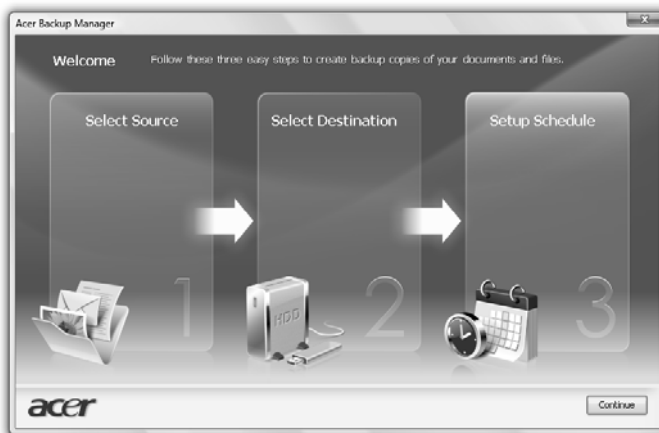 Acer Backup Manager
x
Welcome
Follow these three easy steps to create backup copies of your documents and files.
Select Source
Select Destination
Setup Schedule
1
HDD
2
3
acer
Continue